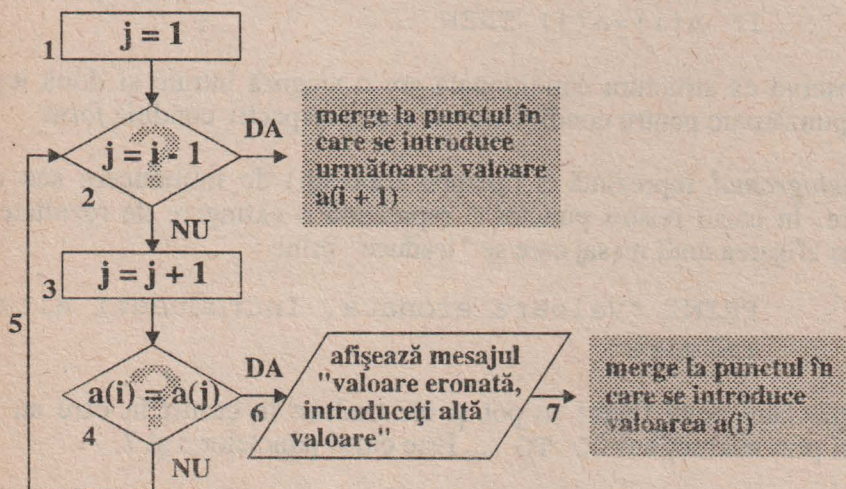 1
j = 1
?
j = i - 1
2
DA
merge la punctul în
care se introduce
următoarea valoare
a(i + 1)
NU
3
j = j + 1
5
?
a(i) = a(j)
4
DA
6
afişează mesajul
"valoare eronată,
introduceţi altă
valoare"
7
merge la punctul în
care se introduce
valoarea a(i)
NU